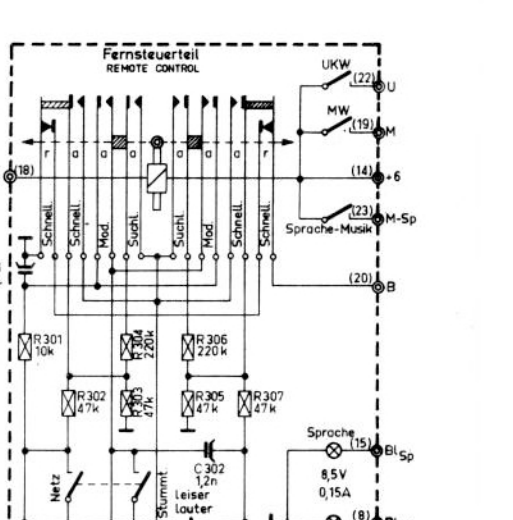 Fernsteuerteil
REMOTE CONTROL
UKW
(22) U
MW
(19) M
r a a a a a a r
(18)
(14) +6
(23) M-Sp
Sprache-Musik
Schnell.
Schnell.
Mod.
Suchl.
Suchl.
Mod.
Schnell.
Schnell.
(20) B
R301
10k
R304
220k
R306
220k
R302
47k
R303
47k
R305
47k
R307
47k
Sprache
(15) Bl Sp
C302
1,2n
8,5V
0,15A
Netz
Stummt
leiser
lauter
(8)